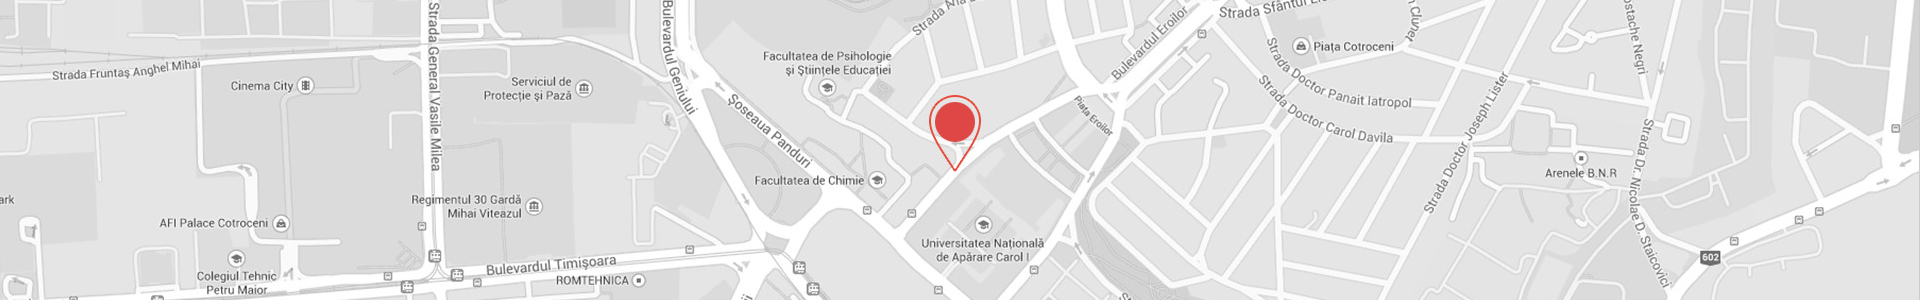 Strada Fruntaș Anghel Mihai
Cinema City
Strada General Vasile Milea
Serviciul de
Protecție și Pază
Bulevardul Geniului
Șoseaua Panduri
Facultatea de Psihologie
și Științele Educației
Bulevardul Eroilor
Piața Eroilor
Strada Doctor Panait Iatropol
Piața Cotroceni
Strada Doctor Carol Davila
Strada Doctor Joseph Lister
Negri
Arenele B.N.R
Strada Dr. Nicolae D. Staicovici
602
Facultatea de Chimie
Regimentul 30 Gardă
Mihai Viteazul
AFI Palace Cotroceni
Universitatea Națională
de Apărare Carol I
Colegiul Tehnic
Petru Maior
Bulevardul Timișoara
ROMTEHNICA
ark